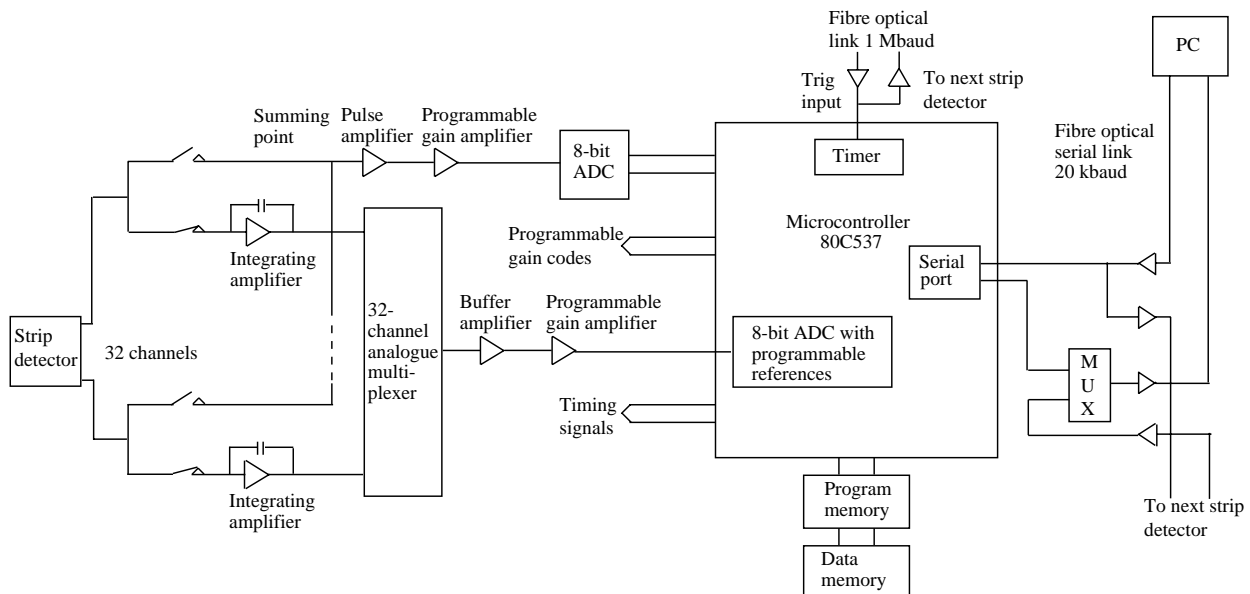 Fibre optical
link 1 Mbaud
PC
Trig
input
To next strip
detector
Summing
point
Pulse
amplifier
Programmable
gain amplifier
8-bit
ADC
Timer
Fibre optical
serial link
20 kbaud
Integrating
amplifier
Programmable
gain codes
Microcontroller
80C537
Serial
port
Strip
detector
32 channels
32-
channel
analogue
multi-
plexer
Buffer
amplifier
Programmable
gain amplifier
8-bit ADC with
programmable
references
M
U
X
Timing
signals
Integrating
amplifier
Program
memory
To next strip
detector
Data
memory